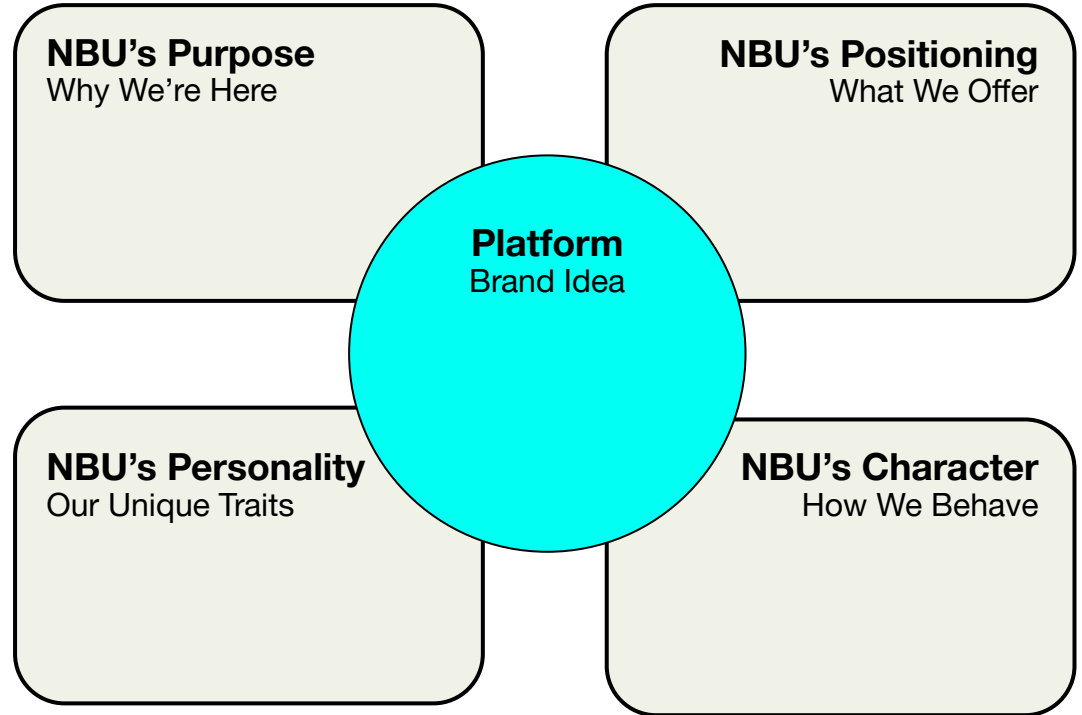 NBU’s Purpose
Why We’re Here
NBU’s Positioning
What We Offer
Platform
Brand Idea
NBU’s Personality
Our Unique Traits
NBU’s Character
How We Behave